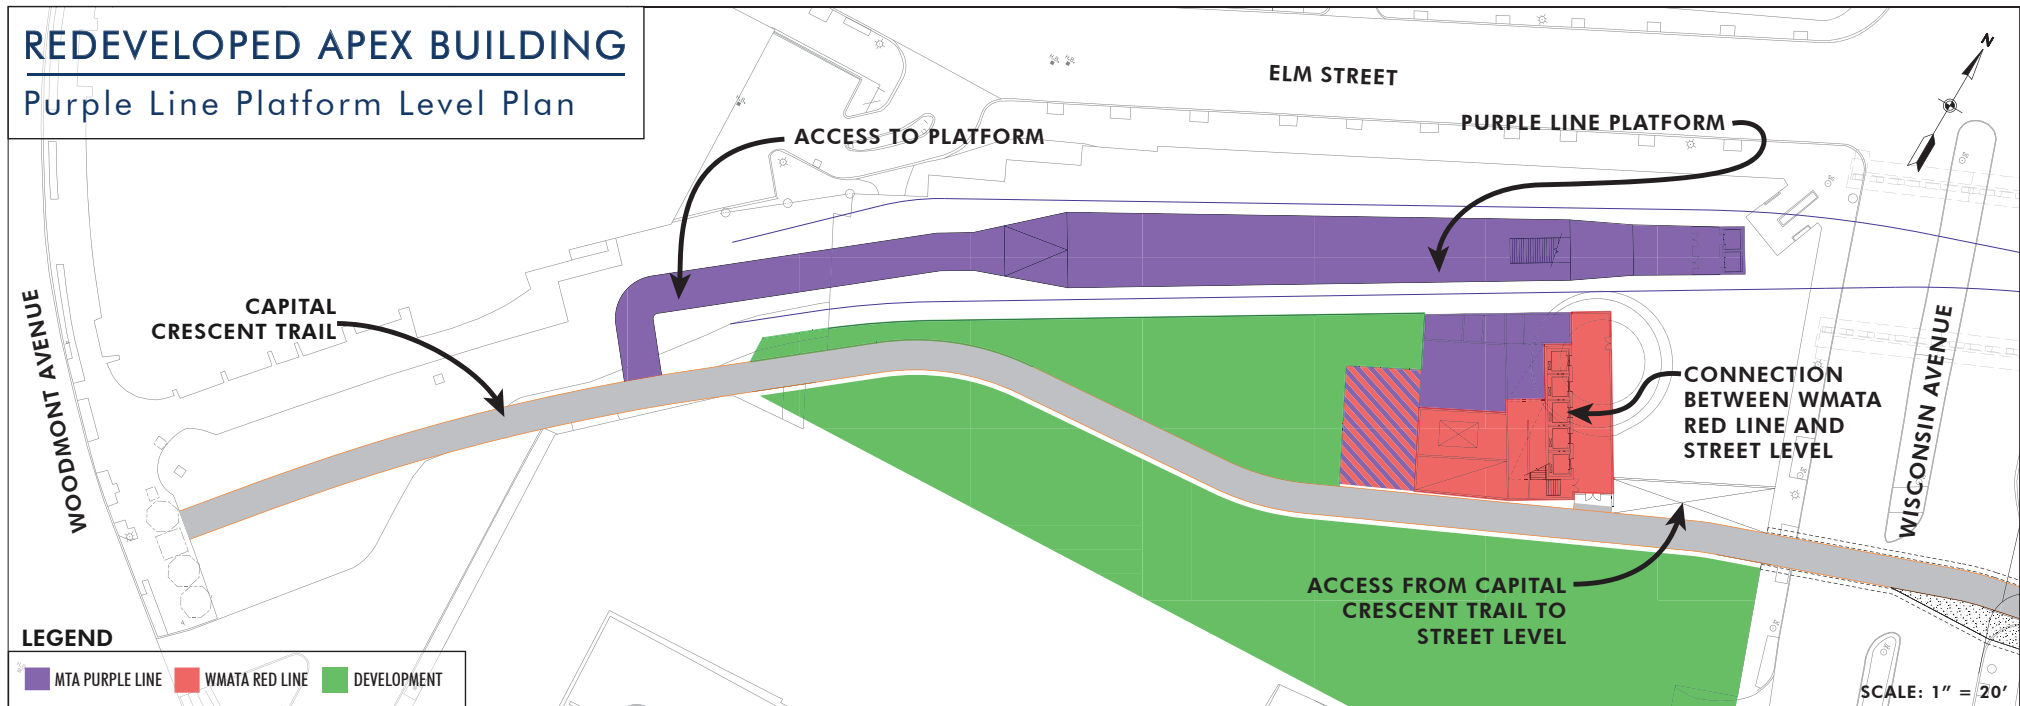 REDEVELOPED APEX BUILDING
Purple Line Platform Level Plan
ELM STREET
N
ACCESS TO PLATFORM
PURPLE LINE PLATFORM
CAPITAL
CRESCENT TRAIL
WOODMONT AVENUE
CONNECTION
BETWEEN WMATA
RED LINE AND
STREET LEVEL
WISCONSIN AVENUE
ACCESS FROM CAPITAL
CRESCENT TRAIL TO
STREET LEVEL
LEGEND
MTA PURPLE LINE
WMATA RED LINE
DEVELOPMENT
SCALE: 1" = 20'